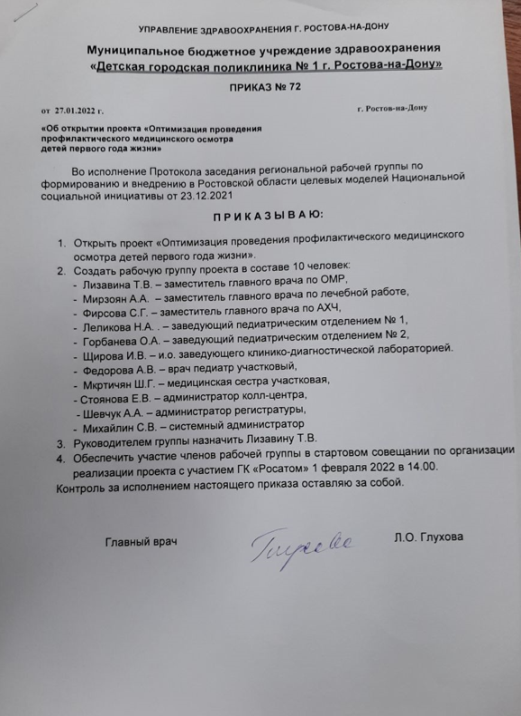 УПРАВЛЕНИЕ ЗДРАВООХРАНЕНИЯ Г. РОСТОВА-НА-ДОНУ
Муниципальное бюджетное учреждение здравоохранения
«Детская городская поликлиника № 1 г. Ростова-на-Дону»
ПРИКАЗ № 72
от 27.01.2022 г. г. Ростов-на-Дону
«Об открытии проекта «Оптимизация проведения
профилактического медицинского осмотра
детей первого года жизни»
Во исполнение Протокола заседания региональной рабочей группы по
формированию и внедрению в Ростовской области целевых моделей Национальной
социальной инициативы от 23.12.2021
ПРИКАЗЫВАЮ:
1. Открыть проект «Оптимизация проведения профилактического медицинского
осмотра детей первого года жизни».
2. Создать рабочую группу проекта в составе 10 человек:
- Лизавина Т.В. – заместитель главного врача по ОМР,
- Мирзоян А.А. – заместитель главного врача по лечебной работе,
- Фирсова С.Г. – заместитель главного врача по АХЧ,
- Леликова Н.А. . – заведующий педиатрическим отделением № 1,
- Горбанева О.А. – заведующий педиатрическим отделением № 2,
- Щирова И.В. – и.о. заведующего клинико-диагностической лабораторией.
- Федорова А.В. – врач педиатр участковый,
- Мкртичян Ш.Г. – медицинская сестра участковая,
- Стоянова Е.В. – администратор колл-центра,
- Шевчук А.А. – администратор регистратуры,
- Михайлин С.В. – системный администратор
3. Руководителем группы назначить Лизавину Т.В.
4. Обеспечить участие членов рабочей группы в стартовом совещании по организации
реализации проекта с участием ГК «Росатом» 1 февраля 2022 в 14.00.
Контроль за исполнением настоящего приказа оставляю за собой.
Главный врач Л.О. Глухова